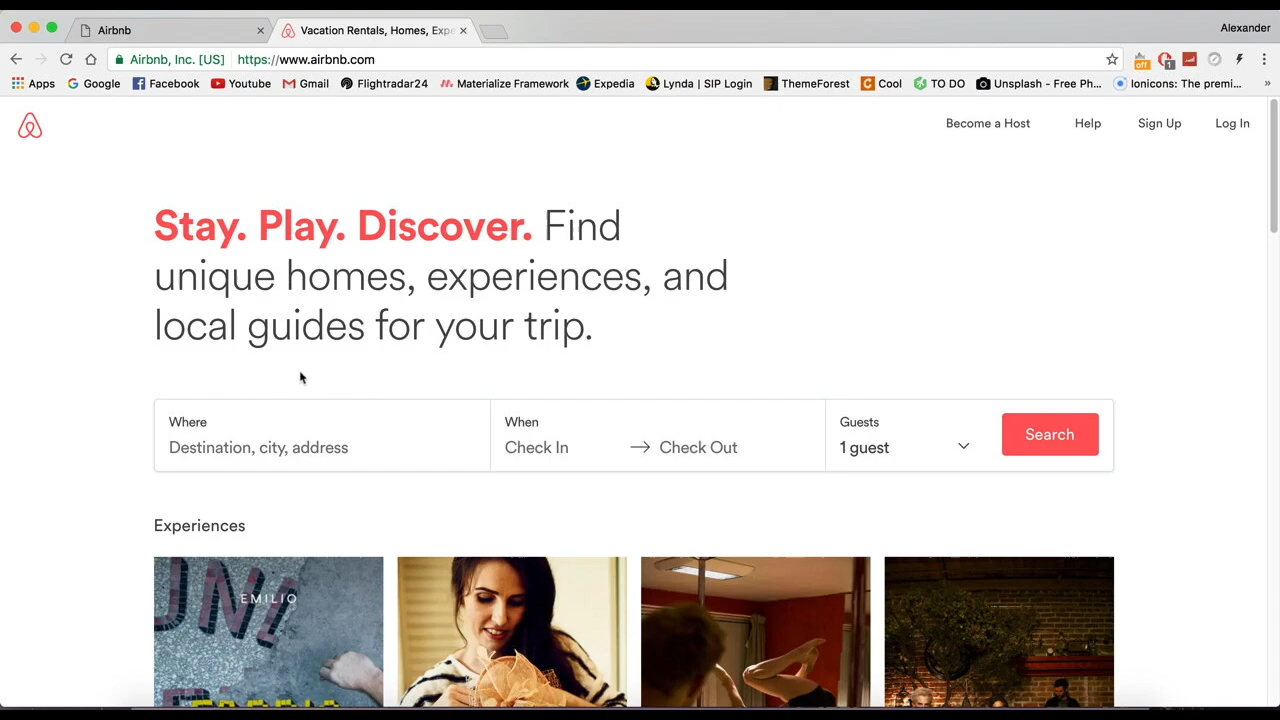 Airbnb
Vacation Rentals, Homes, Expe
Alexander
Airbnb, Inc. [US]
https://www.airbnb.com
off
1
Apps
Google
Facebook
Youtube
Gmail
Flightradar24
Materialize Framework
Expedia
Lynda | SIP Login
ThemeForest
Cool
TO DO
Unsplash - Free Ph...
Ionicons: The premi...
»
Become a Host
Help
Sign Up
Log In
Stay. Play. Discover. Find
unique homes, experiences, and
local guides for your trip.
Where
Destination, city, address
When
Check In
Check Out
Guests
1 guest
Search
Experiences
EMILIO